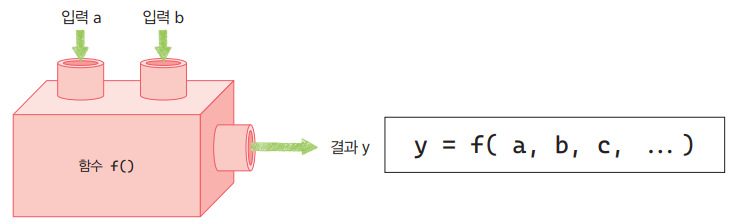 입력 a
입력 b
함수 f()
결과 y
y = f( a, b, c, … )